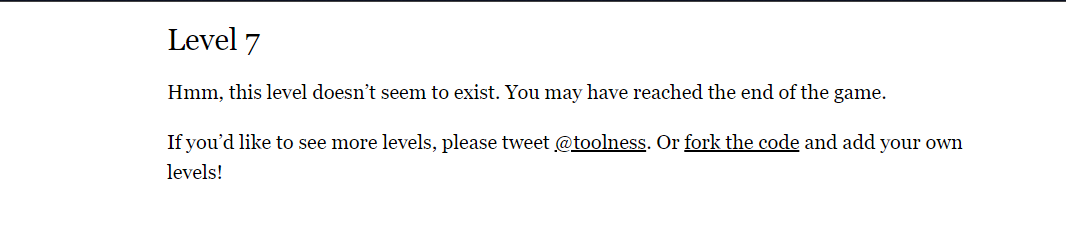 Level 7
Hmm, this level doesn’t seem to exist. You may have reached the end of the game.
If you’d like to see more levels, please tweet @toolness. Or fork the code and add your own
levels!